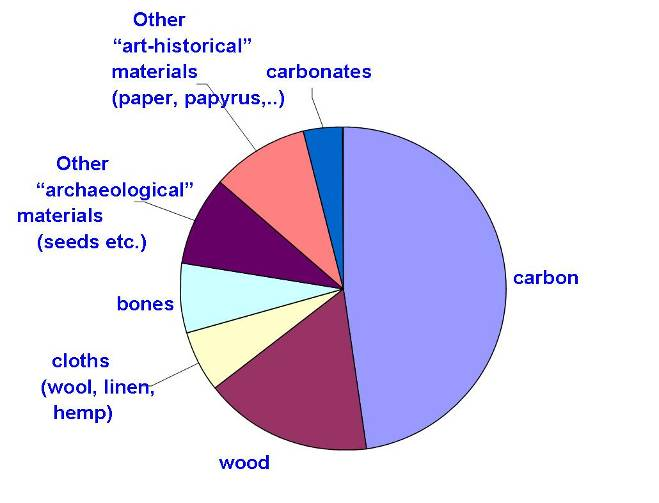 Other
“art-historical”
materials
(paper, papyrus,..)
carbonates
Other
“archaeological”
materials
(seeds etc.)
carbon
bones
cloths
(wool, linen,
hemp)
wood